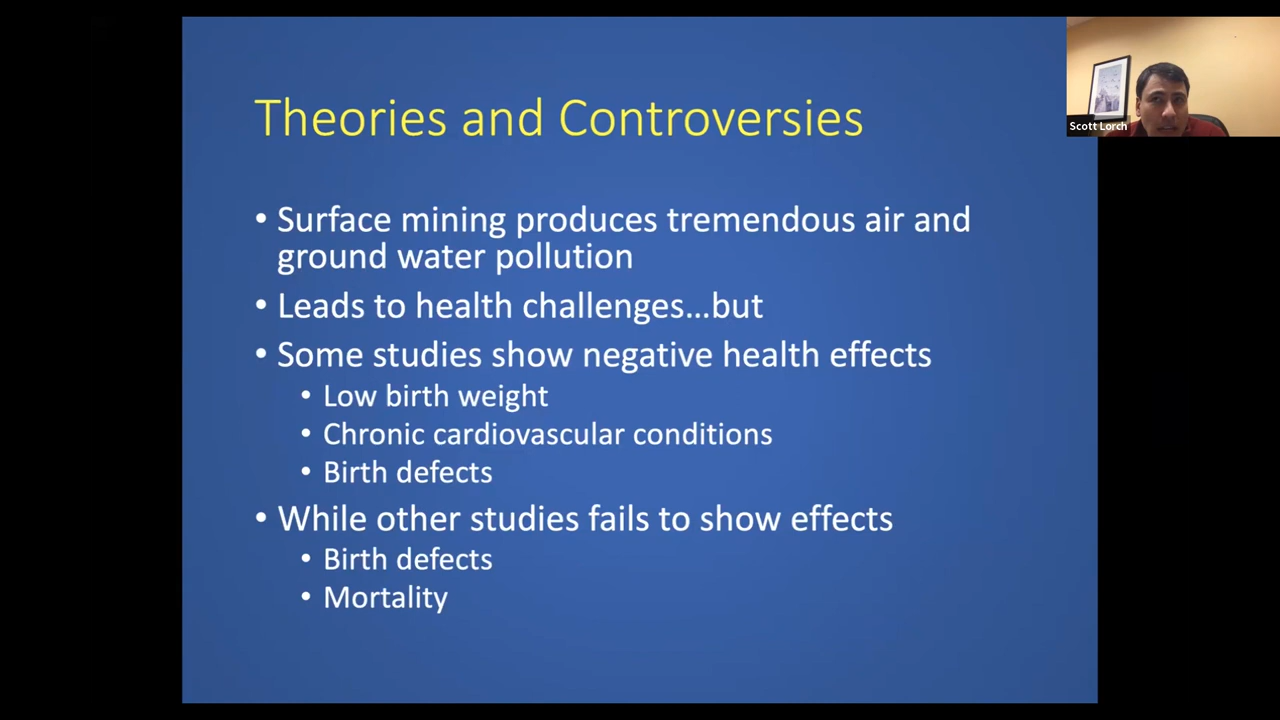 Theories and Controversies
Scott Lorch
• Surface mining produces tremendous air and
ground water pollution
• Leads to health challenges...but
• Some studies show negative health effects
• Low birth weight
• Chronic cardiovascular conditions
• Birth defects
• While other studies fails to show effects
• Birth defects
• Mortality